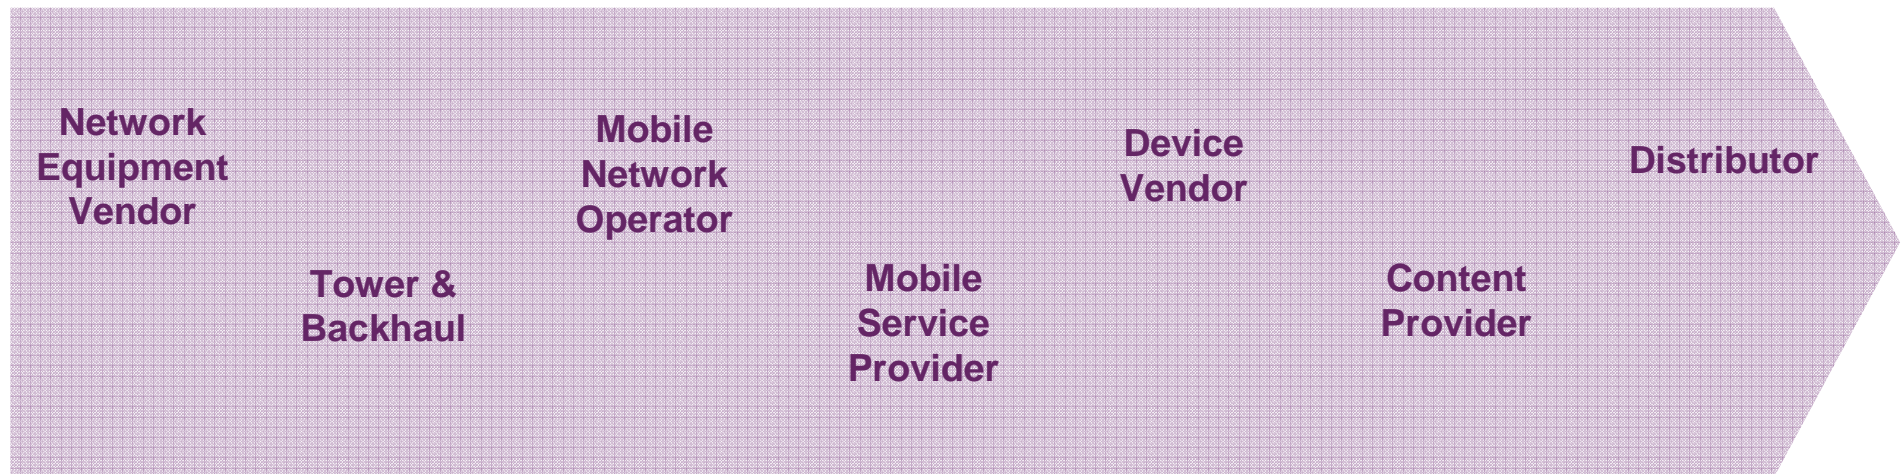 Network
Equipment
Vendor
Tower &
Backhaul
Mobile
Network
Operator
Mobile
Service
Provider
Device
Vendor
Content
Provider
Distributor